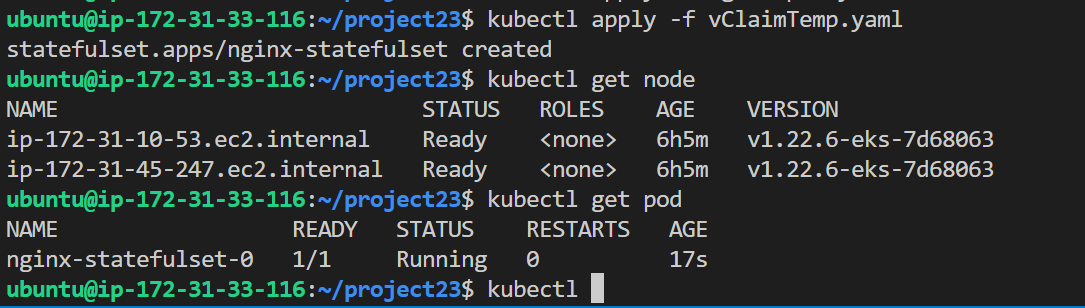 ubuntu@ip-172-31-33-116:~/project23$ kubectl apply -f vClaimTemp.yaml
statefulset.apps/nginx-statefulset created
ubuntu@ip-172-31-33-116:~/project23$ kubectl get node
NAME STATUS ROLES AGE VERSION
ip-172-31-10-53.ec2.internal Ready <none> 6h5m v1.22.6-eks-7d68063
ip-172-31-45-247.ec2.internal Ready <none> 6h5m v1.22.6-eks-7d68063
ubuntu@ip-172-31-33-116:~/project23$ kubectl get pod
NAME READY STATUS RESTARTS AGE
nginx-statefulset-0 1/1 Running 0 17s
ubuntu@ip-172-31-33-116:~/project23$ kubectl